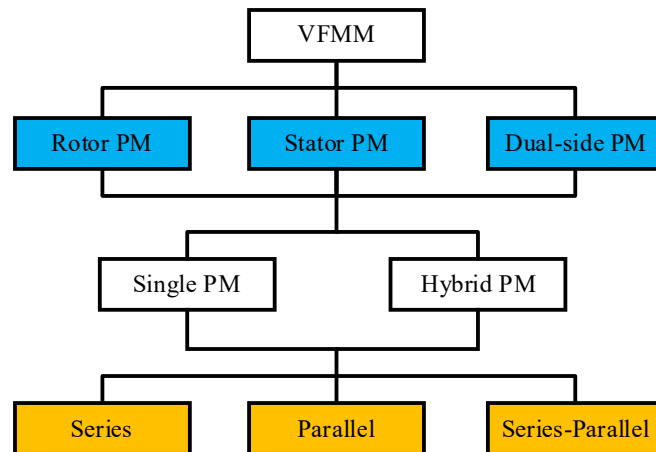 VFMM
Rotor PM
Stator PM
Dual-side PM
Single PM
Hybrid PM
Series
Parallel
Series-Parallel